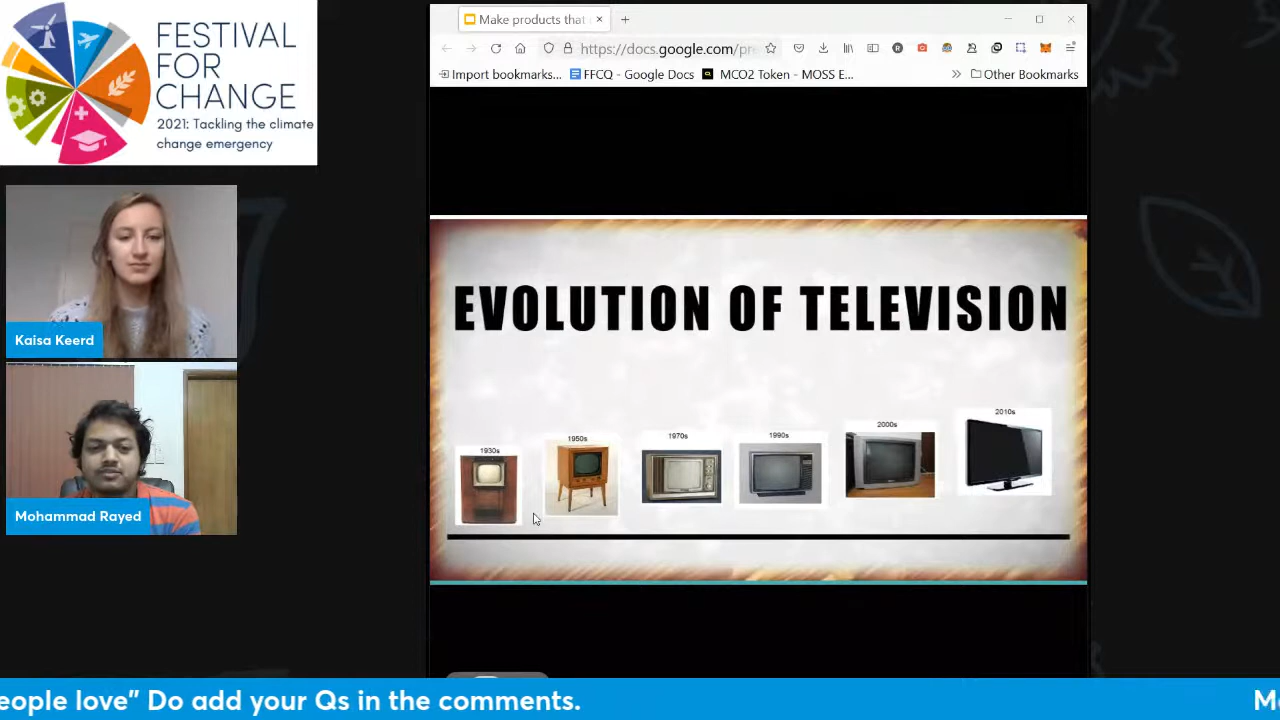 FESTIVAL
FOR
CHANGE
2021: Tackling the climate
change emergency
Kaisa Keerd
Mohammad Rayed
Make products that
https://docs.google.com/pre
Import bookmarks...
FFCQ - Google Docs
MCO2 Token - MOSS E...
Other Bookmarks
EVOLUTION OF TELEVISION
1930s
1950s
1970s
1990s
2000s
2010s
eople love" Do add your Qs in the comments.